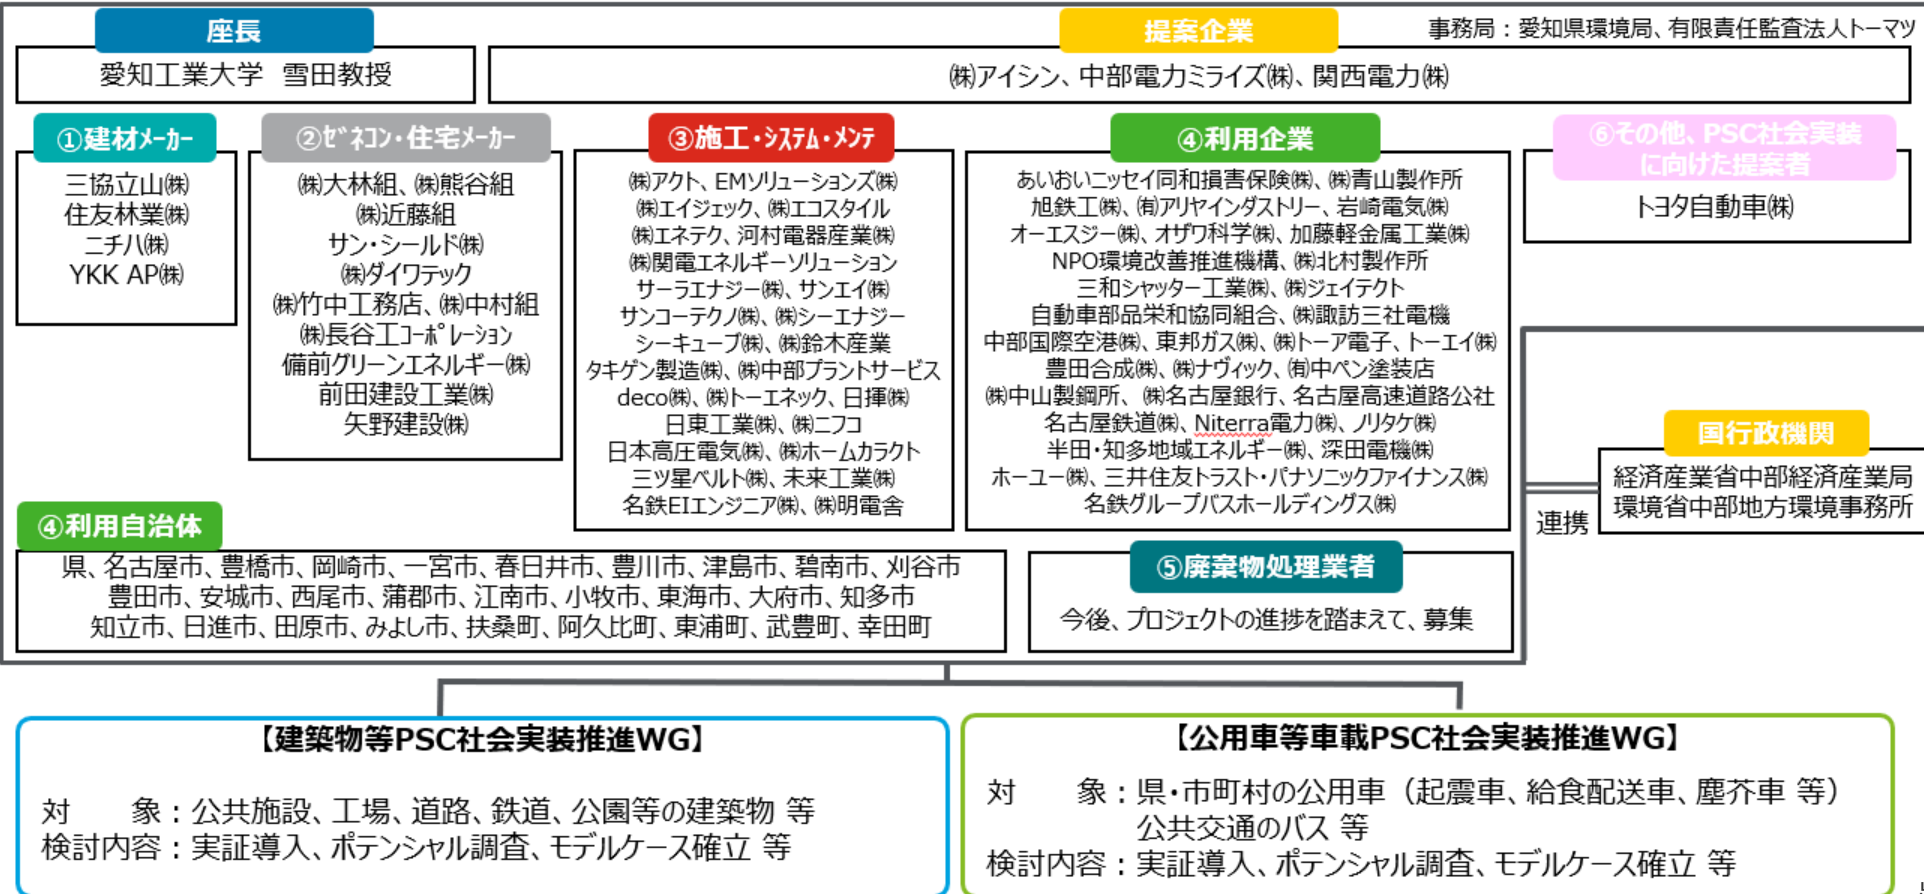 座長
提案企業
事務局：愛知県環境局、有限責任監査法人トーマツ
愛知工業大学　雪田教授
㈱アイシン、中部電力ミライズ㈱、関西電力㈱
①建材ﾒｰｶｰ
三協立山㈱
住友林業㈱
ニチハ㈱
YKK AP㈱
②ｾﾞﾈｺﾝ・住宅ﾒｰｶｰ
㈱大林組、㈱熊谷組
㈱近藤組
サン・シールド㈱
㈱ダイワテック
㈱竹中工務店、㈱中村組
㈱長谷工ｺｰﾎﾟﾚｰｼｮﾝ
備前グリーンエネルギー㈱
前田建設工業㈱
矢野建設㈱
③施工・ｼｽﾃﾑ・ﾒﾝﾃ
㈱アクト、EMソリューションズ㈱
㈱エイジェック、㈱エコスタイル
㈱エネテク、河村電器産業㈱
㈱関電エネルギーソリューション
サーラエナジー㈱、サンエイ㈱
サンコーテクノ㈱、㈱シーエナジー
シーキューブ㈱、㈱鈴木産業
タキゲン製造㈱、㈱中部プラントサービス
deco㈱、㈱トーエネック、日揮㈱
日東工業㈱、㈱ニフコ
日本高圧電気㈱、㈱ホームカラクト
三ツ星ベルト㈱、未来工業㈱
名鉄EIエンジニア㈱、㈱明電舎
④利用企業
あいおいニッセイ同和損害保険㈱、㈱青山製作所
旭鉄工㈱、㈲アリヤインダストリー、岩崎電気㈱
オーエスジー㈱、オザワ科学㈱、加藤軽金属工業㈱
NPO環境改善推進機構、㈱北村製作所
三和シャッター工業㈱、㈱ジェイテクト
自動車部品栄和協同組合、㈱諏訪三社電機
中部国際空港㈱、東邦ガス㈱、㈱トーア電子、トーエイ㈱
豊田合成㈱、㈱ナヴィック、㈲中ペン塗装店
㈱中山製鋼所、㈱名古屋銀行、名古屋高速道路公社
名古屋鉄道㈱、Niterra電力㈱、ノリタケ㈱
半田・知多地域エネルギー㈱、深田電機㈱
ホーユー㈱、三井住友トラスト・パナソニックファイナンス㈱
名鉄グループバスホールディングス㈱
⑥その他、PSC社会実装
に向けた提案者
トヨタ自動車㈱
国行政機関
経済産業省中部経済産業局
環境省中部地方環境事務所
連携
④利用自治体
県、名古屋市、豊橋市、岡崎市、一宮市、春日井市、豊川市、津島市、碧南市、刈谷市
豊田市、安城市、西尾市、蒲郡市、江南市、小牧市、東海市、大府市、知多市
知立市、日進市、田原市、みよし市、扶桑町、阿久比町、東浦町、武豊町、幸田町
⑤廃棄物処理業者
今後、プロジェクトの進捗を踏まえて、募集
【建築物等PSC社会実装推進WG】
対　　象：公共施設、工場、道路、鉄道、公園等の建築物 等
検討内容：実証導入、ポテンシャル調査、モデルケース確立 等
【公用車等車載PSC社会実装推進WG】
対　　象：県・市町村の公用車（起震車、給食配送車、塵芥車 等）
公共交通のバス 等
検討内容：実証導入、ポテンシャル調査、モデルケース確立 等